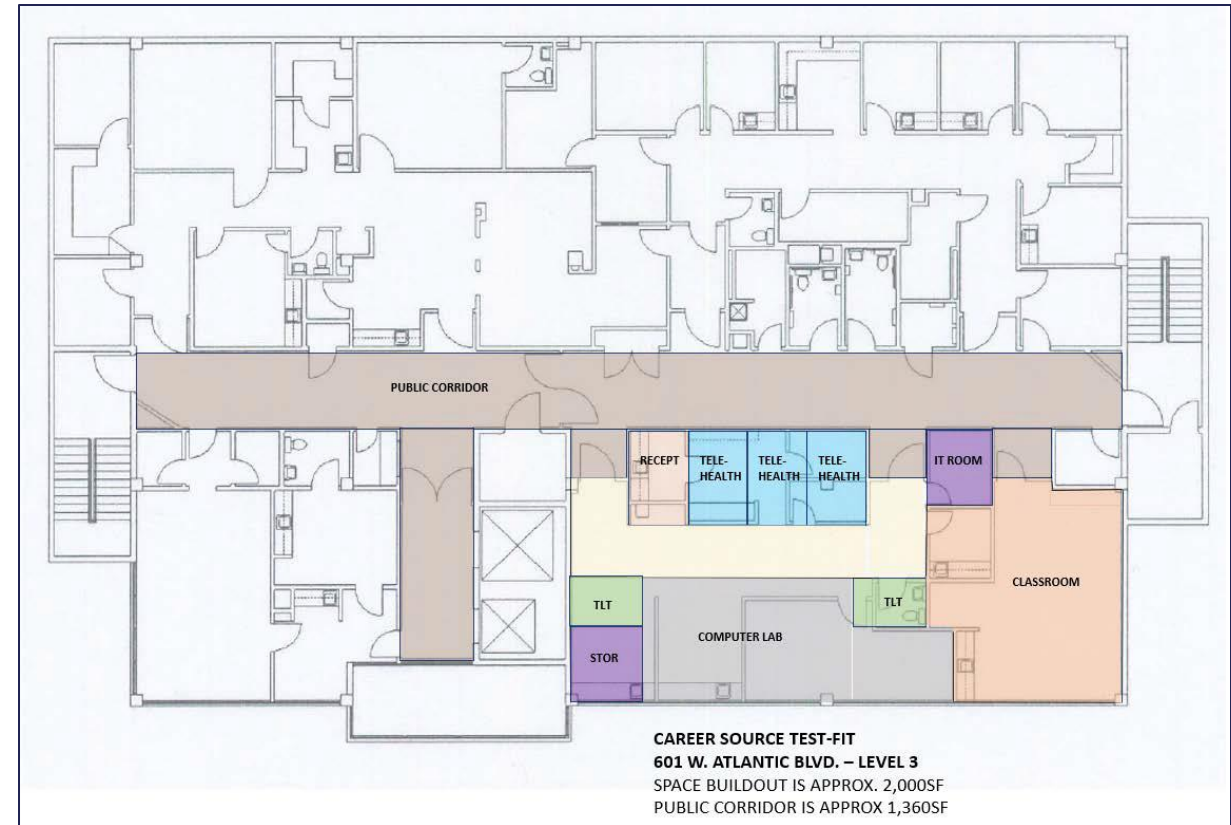 PUBLIC CORRIDOR
RECEPT
TELE-
HEALTH
TELE-
HEALTH
TELE-
HEALTH
IT ROOM
CLASSROOM
TLT
TLT
COMPUTER LAB
STOR
CAREER SOURCE TEST-FIT
601 W. ATLANTIC BLVD. – LEVEL 3
SPACE BUILDOUT IS APPROX. 2,000SF
PUBLIC CORRIDOR IS APPROX 1,360SF